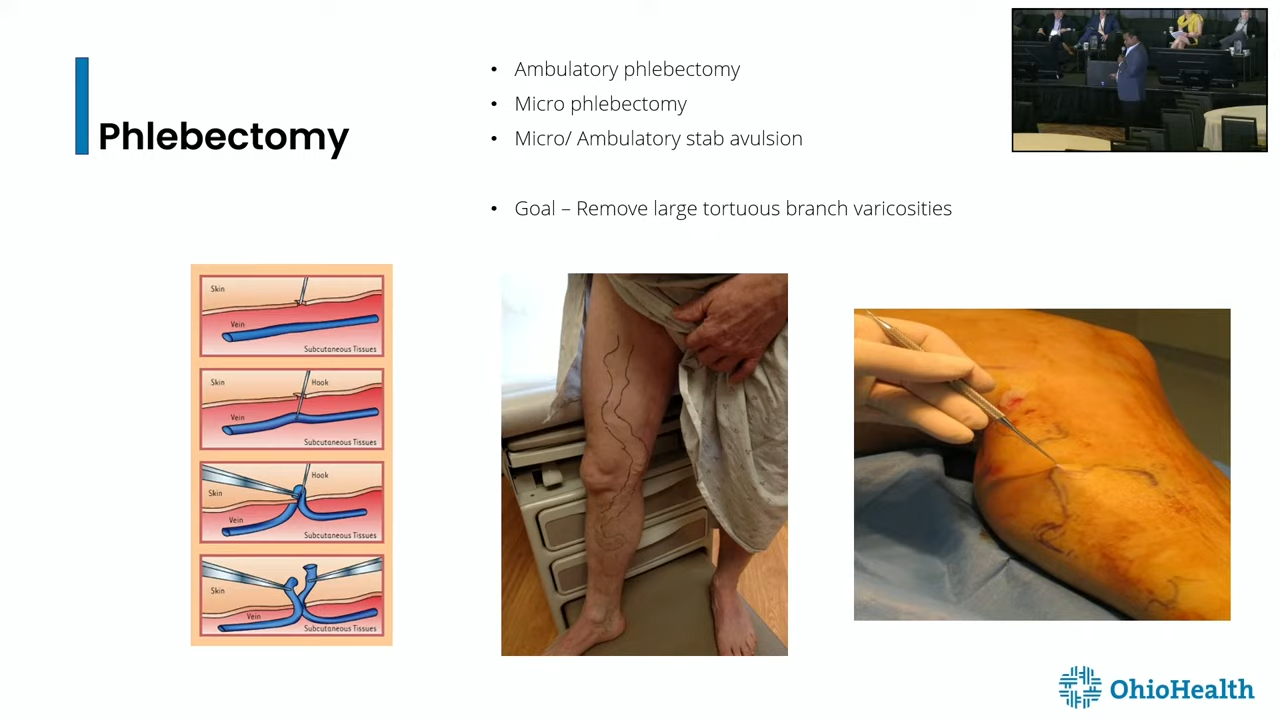 Phlebectomy
• Ambulatory phlebectomy
• Micro phlebectomy
• Micro/ Ambulatory stab avulsion
• Goal – Remove large tortuous branch varicosities
Skin
Vein
Subcutaneous Tissues
Skin
Hook
Vein
Subcutaneous Tissues
Hook
Skin
Vein
Subcutaneous Tissues
Skin
Vein
Subcutaneous Tissues
OhioHealth